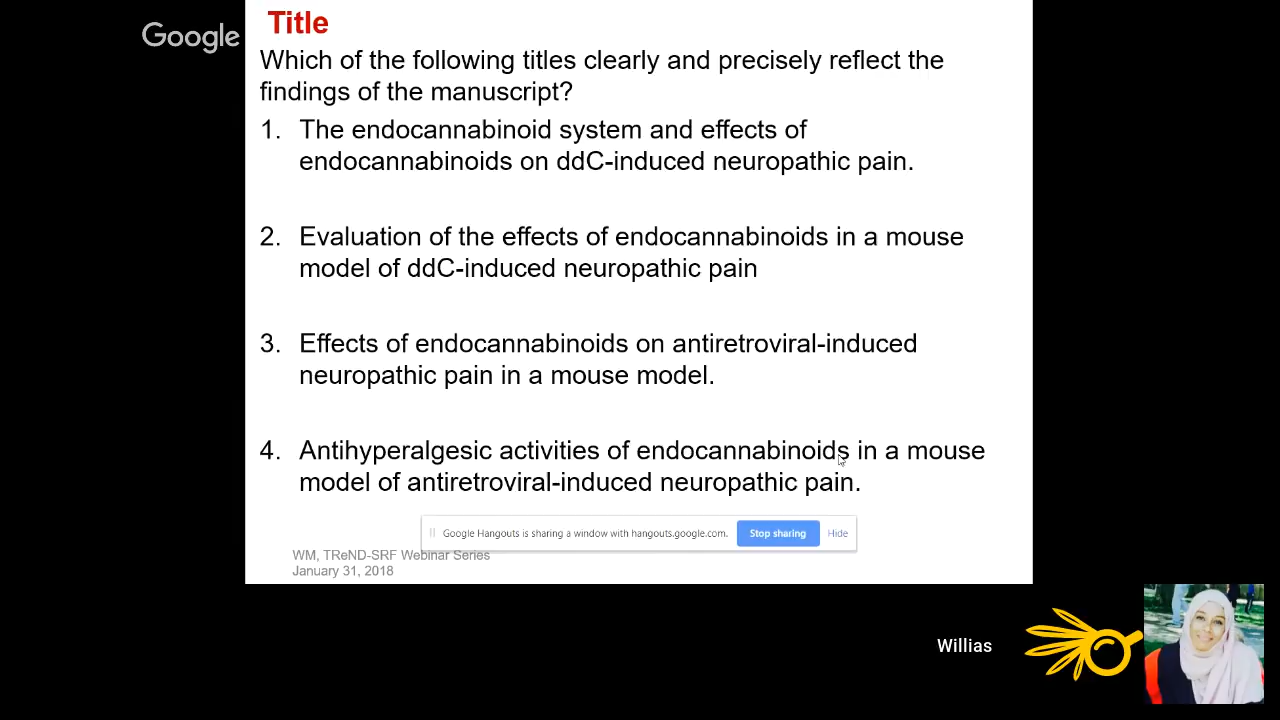 Google
Title
Which of the following titles clearly and precisely reflect the
findings of the manuscript?
1. The endocannabinoid system and effects of
endocannabinoids on ddC-induced neuropathic pain.
2. Evaluation of the effects of endocannabinoids in a mouse
model of ddC-induced neuropathic pain
3. Effects of endocannabinoids on antiretroviral-induced
neuropathic pain in a mouse model.
4. Antihyperalgesic activities of endocannabinoids in a mouse
model of antiretroviral-induced neuropathic pain.
Google Hangouts is sharing a window with hangouts.google.com. Stop sharing Hide
WM, TReND-SRF Webinar Series
January 31, 2018
Willias